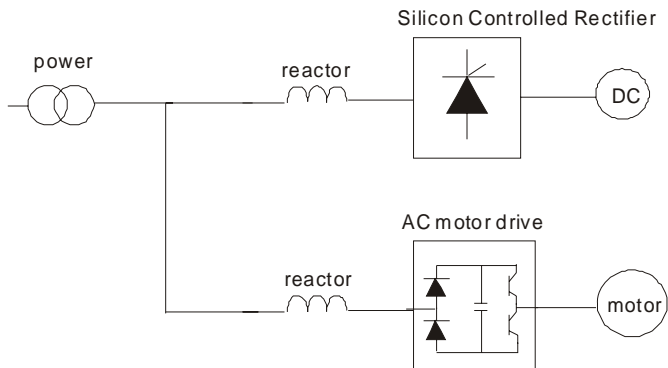 Silicon Controlled Rectifier
power
reactor
DC
AC motor drive
reactor
motor